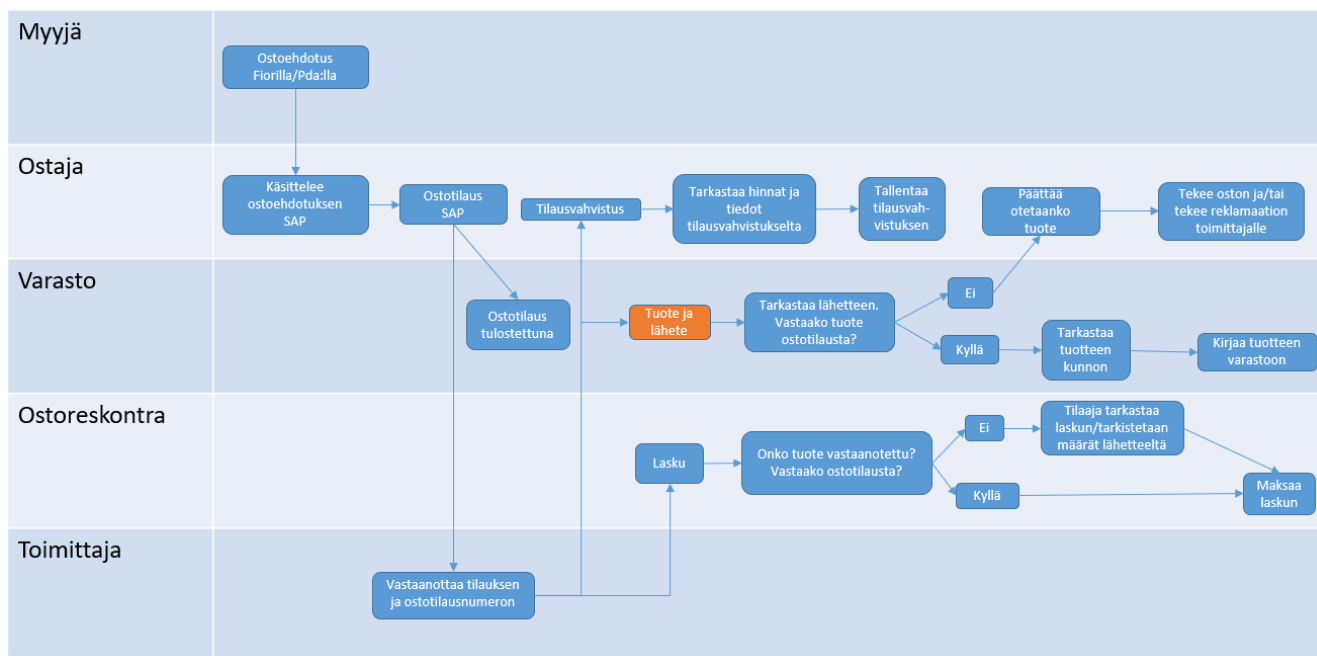 Myyjä
Ostoehdotus
Fiorilla/Pda:lla
Ostaja
Käsittelee
ostoehdotuksen
SAP
Ostotilaus
SAP
Tilausvahvistus
Tarkastaa hinnat ja
tiedot
tilausvahvistukselta
Tallentaa
tilausvah-
vistuksen
Päättää
otetaanko
tuote
Tekee oston ja/tai
tekee reklamaation
toimittajalle
Varasto
Ostotilaus
tulostettuna
Tuote ja
lähete
Tarkastaa lähetteen.
Vastaako tuote
ostotilausta?
Ei
Kyllä
Tarkastaa
tuotteen
kunnon
Kirjaa tuotteen
varastoon
Ostoreskontra
Lasku
Onko tuote vastaanotettu?
Vastaako ostotilausta?
Ei
Tilaaja tarkastaa
laskun/tarkistetaan
määrät lähetteeltä
Kyllä
Maksaa
laskun
Toimittaja
Vastaanottaa tilauksen
ja ostotilausnumeron